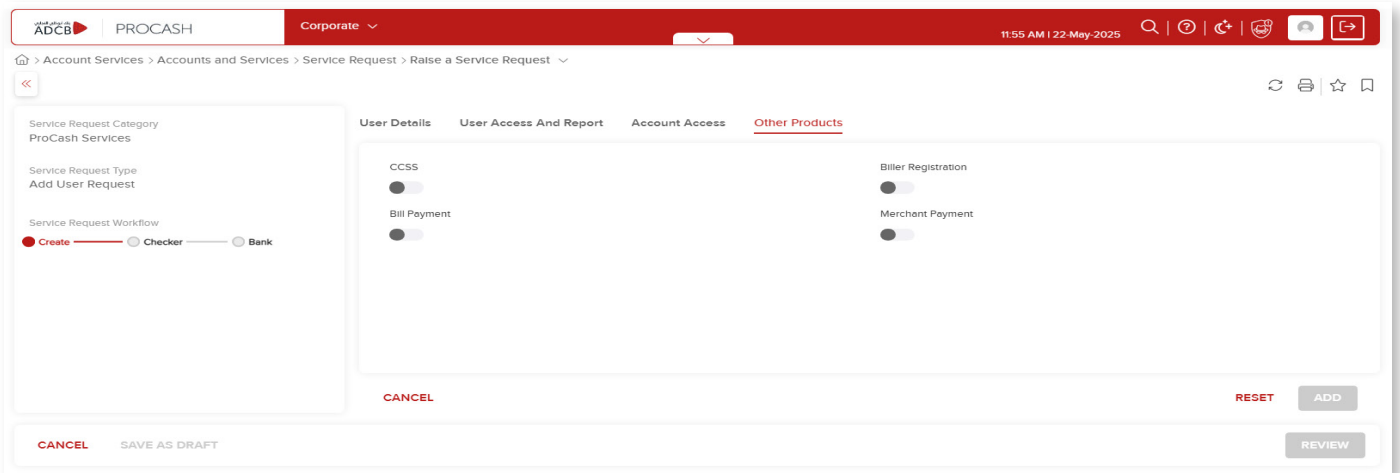 ADCB
PROCASH
Corporate
11:55 AM I 22-May-2025
> Account Services > Accounts and Services > Service Request > Raise a Service Request
Service Request Category
ProCash Services
Service Request Type
Add User Request
Service Request Workflow
Create
Checker
Bank
User Details
User Access And Report
Account Access
Other Products
CCSS
Biller Registration
Bill Payment
Merchant Payment
CANCEL
RESET
ADD
CANCEL
SAVE AS DRAFT
REVIEW